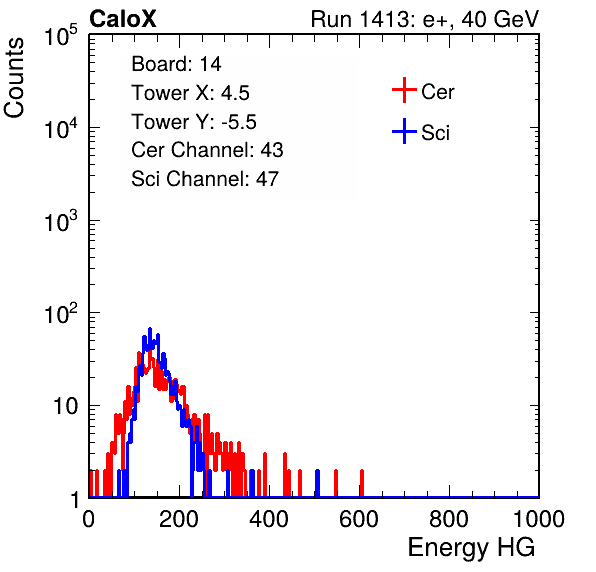 CaloX Run 1413: e+, 40 GeV
Counts
Board: 14
Tower X: 4.5
Tower Y: -5.5
Cer Channel: 43
Sci Channel: 47
Cer
Sci
10^5
10^4
10^3
10^2
10
1
0 200 400 600 800 1000
Energy HG